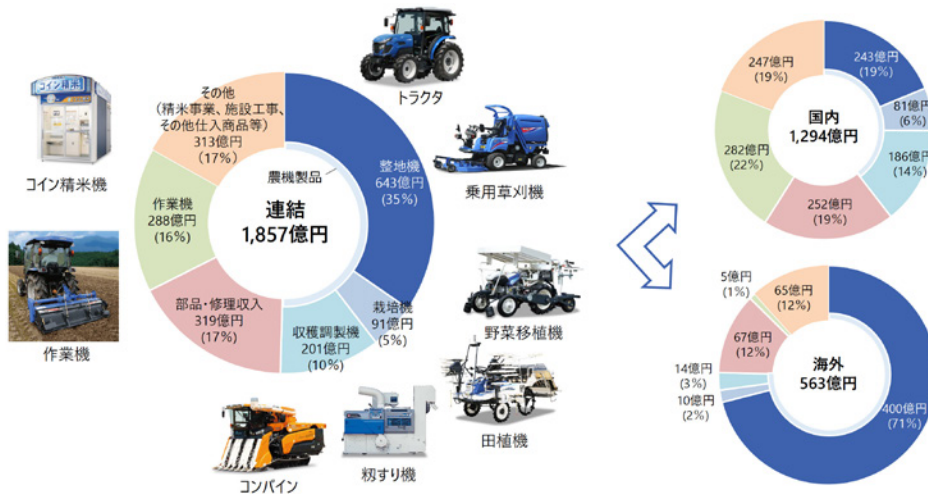 トラクタ
乗用草刈機
野菜移植機
田植機
籾すり機
コンバイン
作業機
コイン精米機
コイン精米
その他
(精米事業、施設工事、
その他仕入商品等)
313億円
(17%)
農機製品
整地機
643億円
(35%)
連結
1,857億円
作業機
288億円
(16%)
部品・修理収入
319億円
(17%)
収穫調製機
201億円
(10%)
栽培機
91億円
(5%)
247億円
(19%)
243億円
(19%)
81億円
(6%)
国内
1,294億円
186億円
(14%)
282億円
(22%)
252億円
(19%)
5億円
(1%)
65億円
(12%)
67億円
(12%)
14億円
(3%)
10億円
(2%)
海外
563億円
400億円
(71%)